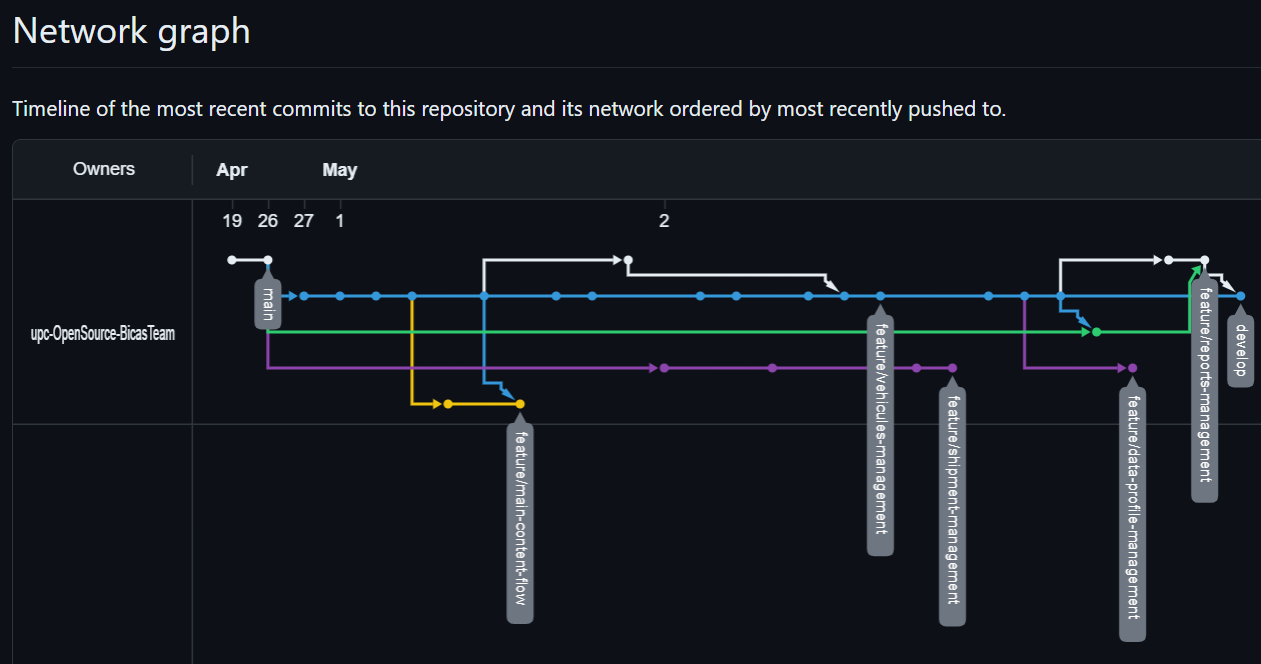 Network graph
Timeline of the most recent commits to this repository and its network ordered by most recently pushed to.
Owners Apr May
19 26 27 1 2
upc-OpenSource-BicasTeam
main
feature/main-content-flow
feature/vehicules-management
feature/shipment-management
feature/data-profile-management
feature/reports-management
develop